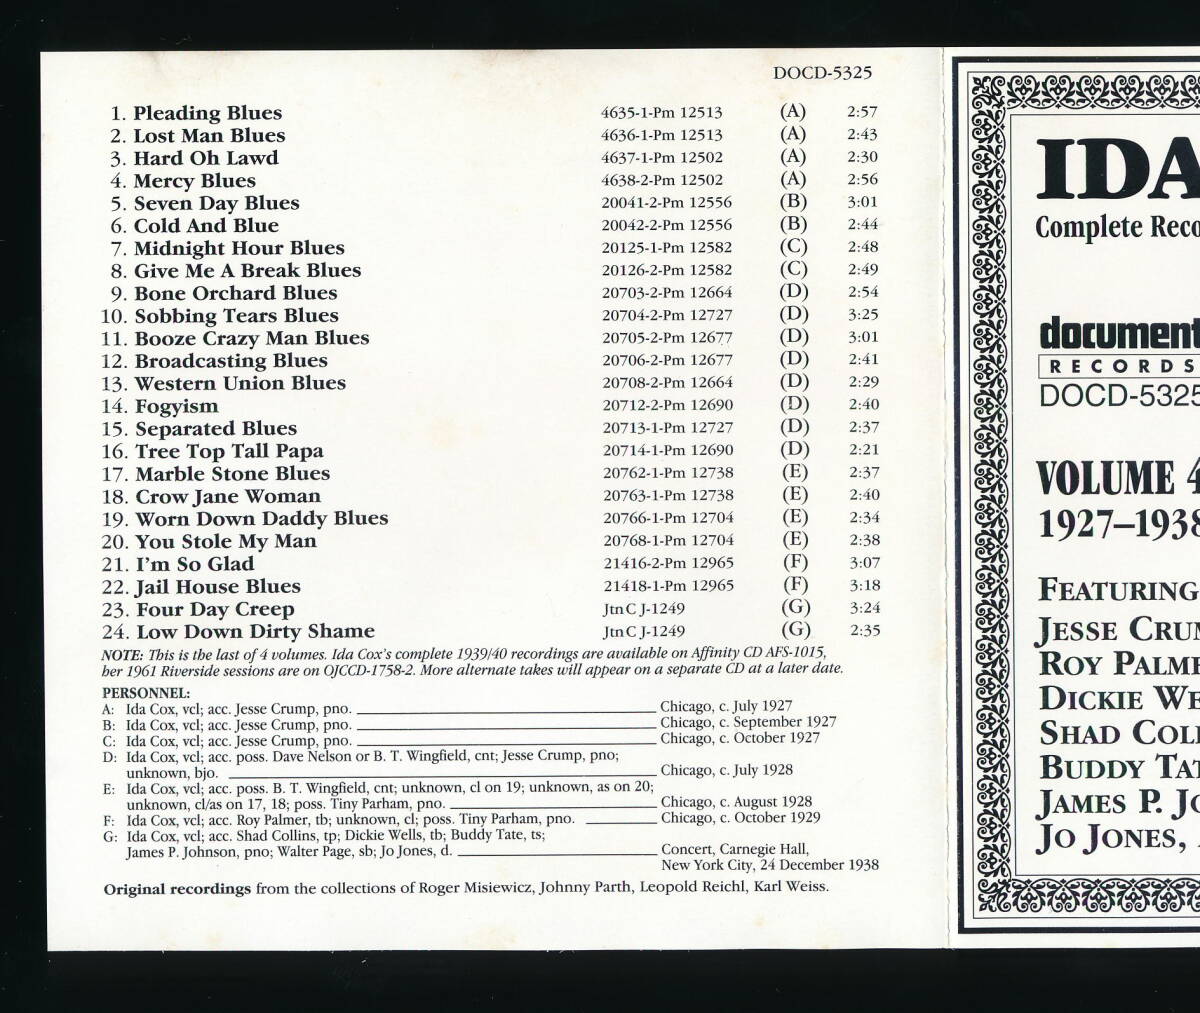 DOCD-5325
1. Pleading Blues 4635-1-Pm 12513 (A) 2:57
2. Lost Man Blues 4636-1-Pm 12513 (A) 2:43
3. Hard Oh Lawd 4637-1-Pm 12502 (A) 2:30
4. Mercy Blues 4638-2-Pm 12502 (A) 2:56
5. Seven Day Blues 20041-2-Pm 12556 (B) 3:01
6. Cold And Blue 20042-2-Pm 12556 (B) 2:44
7. Midnight Hour Blues 20125-1-Pm 12582 (C) 2:48
8. Give Me A Break Blues 20126-2-Pm 12582 (C) 2:49
9. Bone Orchard Blues 20703-2-Pm 12664 (D) 2:54
10. Sobbing Tears Blues 20704-2-Pm 12727 (D) 3:25
11. Booze Crazy Man Blues 20705-2-Pm 12677 (D) 3:01
12. Broadcasting Blues 20706-2-Pm 12677 (D) 2:41
13. Western Union Blues 20708-2-Pm 12664 (D) 2:29
14. Fogyism 20712-2-Pm 12690 (D) 2:40
15. Separated Blues 20713-1-Pm 12727 (D) 2:37
16. Tree Top Tall Papa 20714-1-Pm 12690 (D) 2:21
17. Marble Stone Blues 20762-1-Pm 12738 (E) 2:37
18. Crow Jane Woman 20763-1-Pm 12738 (E) 2:40
19. Worn Down Daddy Blues 20766-1-Pm 12704 (E) 2:34
20. You Stole My Man 20768-1-Pm 12704 (E) 2:38
21. I'm So Glad 21416-2-Pm 12965 (F) 3:07
22. Jail House Blues 21418-1-Pm 12965 (F) 3:18
23. Four Day Creep JtnC J-1249 (G) 3:24
24. Low Down Dirty Shame JtnC J-1249 (G) 2:35
NOTE: This is the last of 4 volumes. Ida Cox's complete 1939/40 recordings are available on Affinity CD AFS-1015,
her 1961 Riverside sessions are on OJCCD-1758-2. More alternate takes will appear on a separate CD at a later date.
PERSONNEL:
A: Ida Cox, vcl; acc. Jesse Crump, pno. Chicago, c. July 1927
B: Ida Cox, vcl; acc. Jesse Crump, pno. Chicago, c. September 1927
C: Ida Cox, vcl; acc. Jesse Crump, pno. Chicago, c. October 1927
D: Ida Cox, vcl; acc. poss. Dave Nelson or B. T. Wingfield, cnt; Jesse Crump, pno;
unknown, bjo. Chicago, c. July 1928
E: Ida Cox, vcl; acc. poss. B. T. Wingfield, cnt; unknown, cl on 19; unknown, as on 20;
unknown, cl/as on 17, 18; poss. Tiny Parham, pno. Chicago, c. August 1928
F: Ida Cox, vcl; acc. Roy Palmer, tb; unknown, cl; poss. Tiny Parham, pno. Chicago, c. October 1929
G: Ida Cox, vcl; acc. Shad Collins, tp; Dickie Wells, tb; Buddy Tate, ts;
James P. Johnson, pno; Walter Page, sb; Jo Jones, d. Concert, Carnegie Hall,
New York City, 24 December 1938
Original recordings from the collections of Roger Misiewicz, Johnny Parth, Leopold Reichl, Karl Weiss.
IDA
Complete Reco
document
RECORDS
DOCD-5325
VOLUME 4
1927–1938
FEATURING
JESSE CRUM
ROY PALME
DICKIE WE
SHAD COLL
BUDDY TAT
JAMES P. JO
JO JONES,